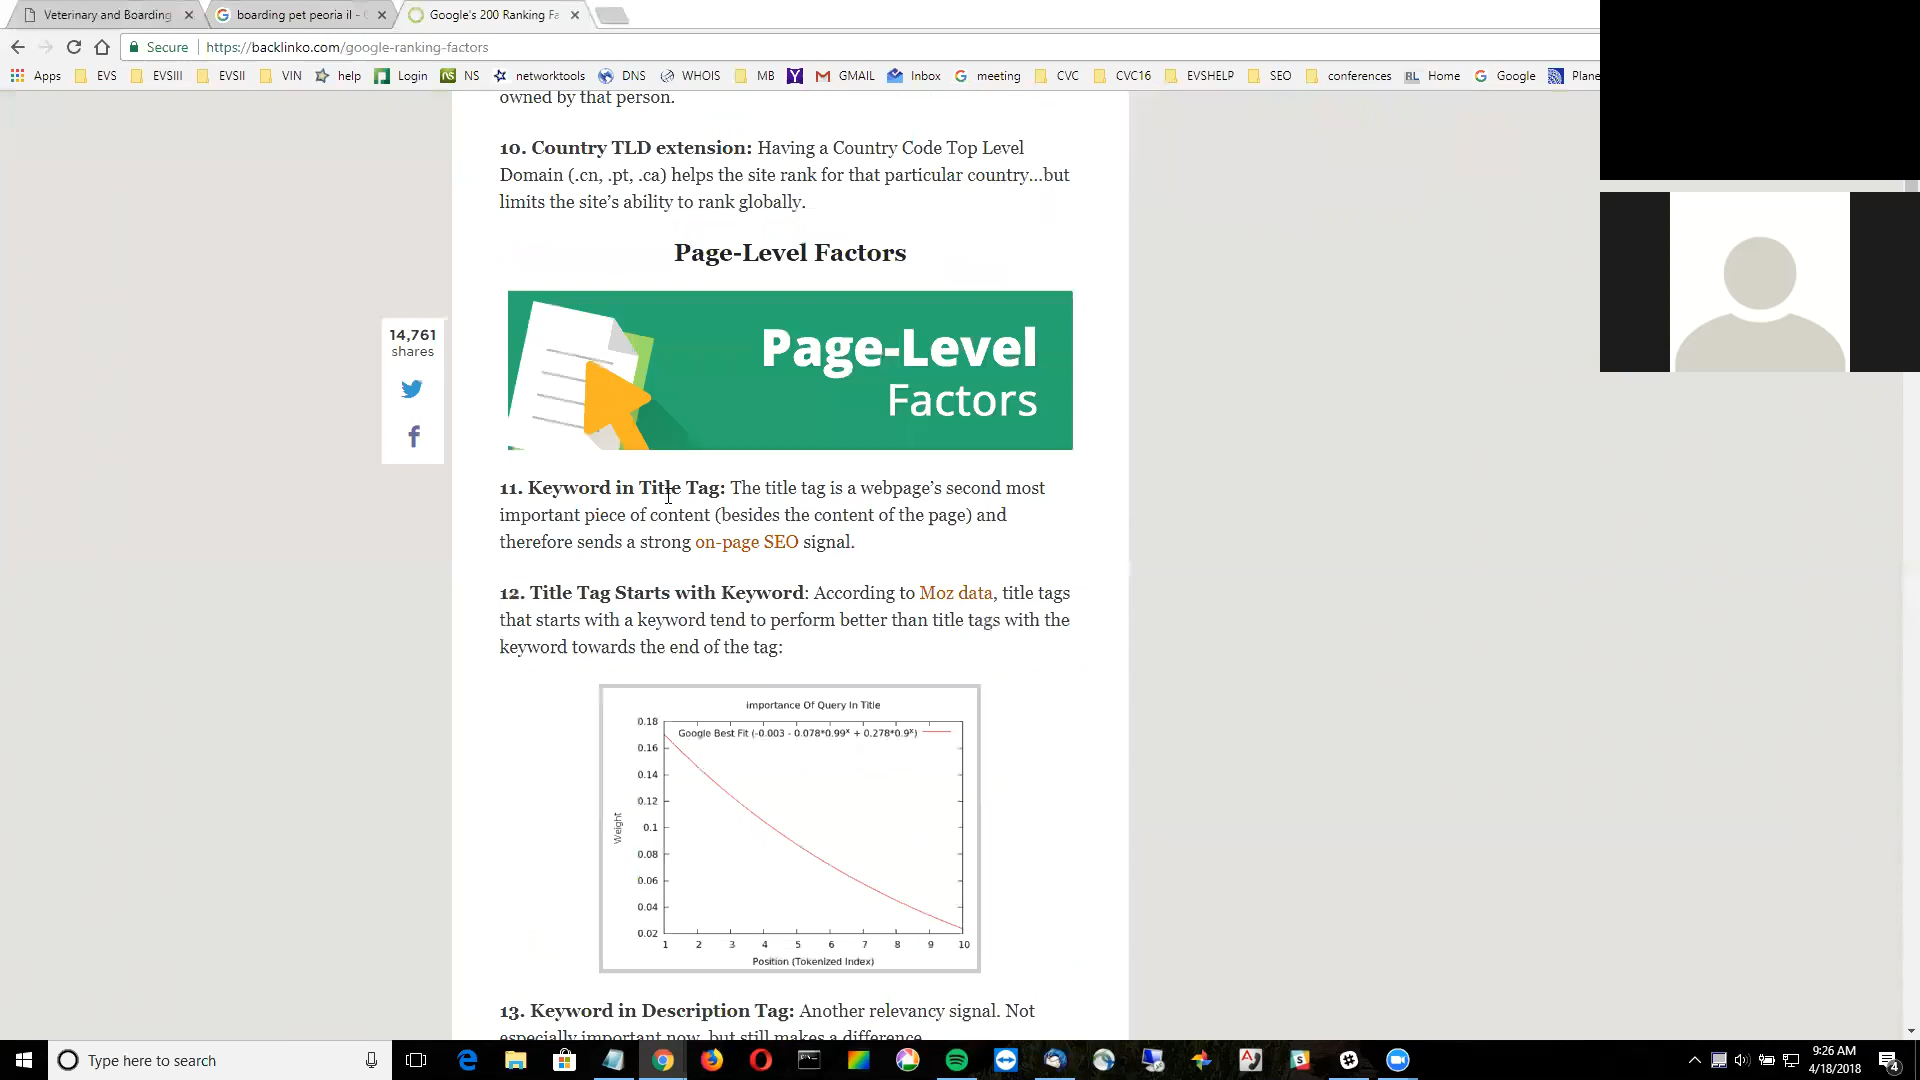 Veterinary and Boarding
boarding pet peoria il -
Google's 200 Ranking Fa
Secure
https://backlinko.com/google-ranking-factors
Apps EVS EVSIII EVSII VIN help Login NS networktools DNS WHOIS MB GMAIL Inbox meeting CVC CVC16 EVSHELP SEO conferences RL Home Google Plane
owned by that person.
10. Country TLD extension: Having a Country Code Top Level
Domain (.cn, .pt, .ca) helps the site rank for that particular country…but
limits the site’s ability to rank globally.
Page-Level Factors
Page-Level
Factors
14,761
shares
11. Keyword in Title Tag: The title tag is a webpage’s second most
important piece of content (besides the content of the page) and
therefore sends a strong on-page SEO signal.
12. Title Tag Starts with Keyword: According to Moz data, title tags
that starts with a keyword tend to perform better than title tags with the
keyword towards the end of the tag:
Importance Of Query In Title
Google Best Fit (-0.003 - 0.078*0.99ˣ + 0.278*0.9ˣ)
0.18
0.16
0.14
0.12
0.1
0.08
0.06
0.04
0.02
Weight
1 2 3 4 5 6 7 8 9 10
Position (Tokenized Index)
13. Keyword in Description Tag: Another relevancy signal. Not
especially important now, but still makes a difference.
Type here to search
9:26 AM
4/18/2018
4